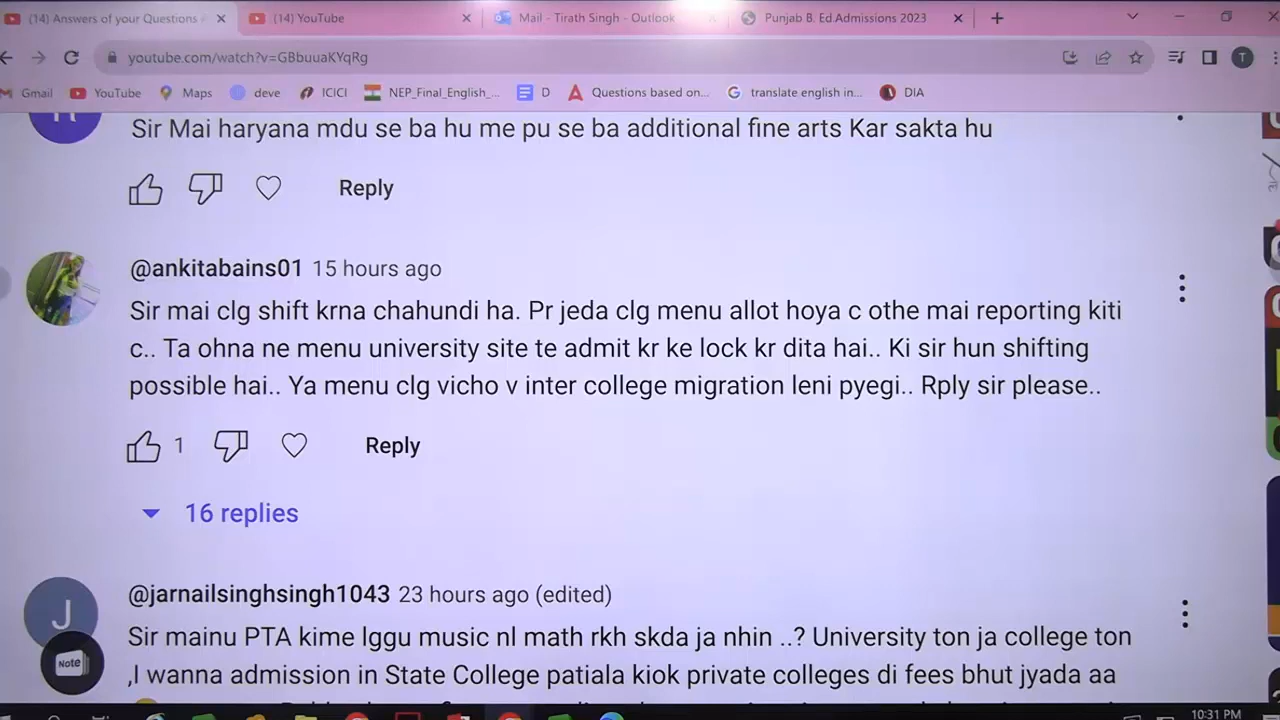 (14) Answers of your Questions
(14) YouTube
Mail - Tirath Singh - Outlook
Punjab B. Ed.Admissions 2023
youtube.com/watch?v=GBbuuaKYqRg
T
Gmail
YouTube
Maps
deve
ICICI
NEP_Final_English_...
D
Questions based on...
translate english in...
DIA
Sir Mai haryana mdu se ba hu me pu se ba additional fine arts Kar sakta hu
Reply
@ankitabains01 15 hours ago
Sir mai clg shift krna chahundi ha. Pr jeda clg menu allot hoya c othe mai reporting kiti
c.. Ta ohna ne menu university site te admit kr ke lock kr dita hai.. Ki sir hun shifting
possible hai.. Ya menu clg vicho v inter college migration leni pyegi.. Rply sir please..
1 Reply
16 replies
J
@jarnailsinghsingh1043 23 hours ago (edited)
Sir mainu PTA kime lggu music nl math rkh skda ja nhin ..? University ton ja college ton
Note
,I wanna admission in State College patiala kiok private colleges di fees bhut jyada aa
10:31 PM